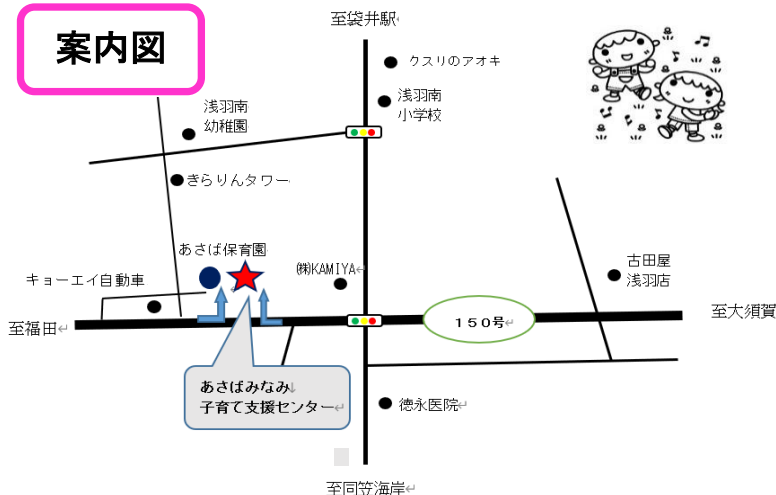 案内図
至袋井駅
クスリのアオキ
浅羽南
小学校
浅羽南
幼稚園
きらりんタワー
あさば保育園
㈱KAMIYA
キョーエイ自動車
古田屋
浅羽店
至福田
150号
至大須賀
あさばみなみ
子育て支援センター
徳永医院
至同笠海岸